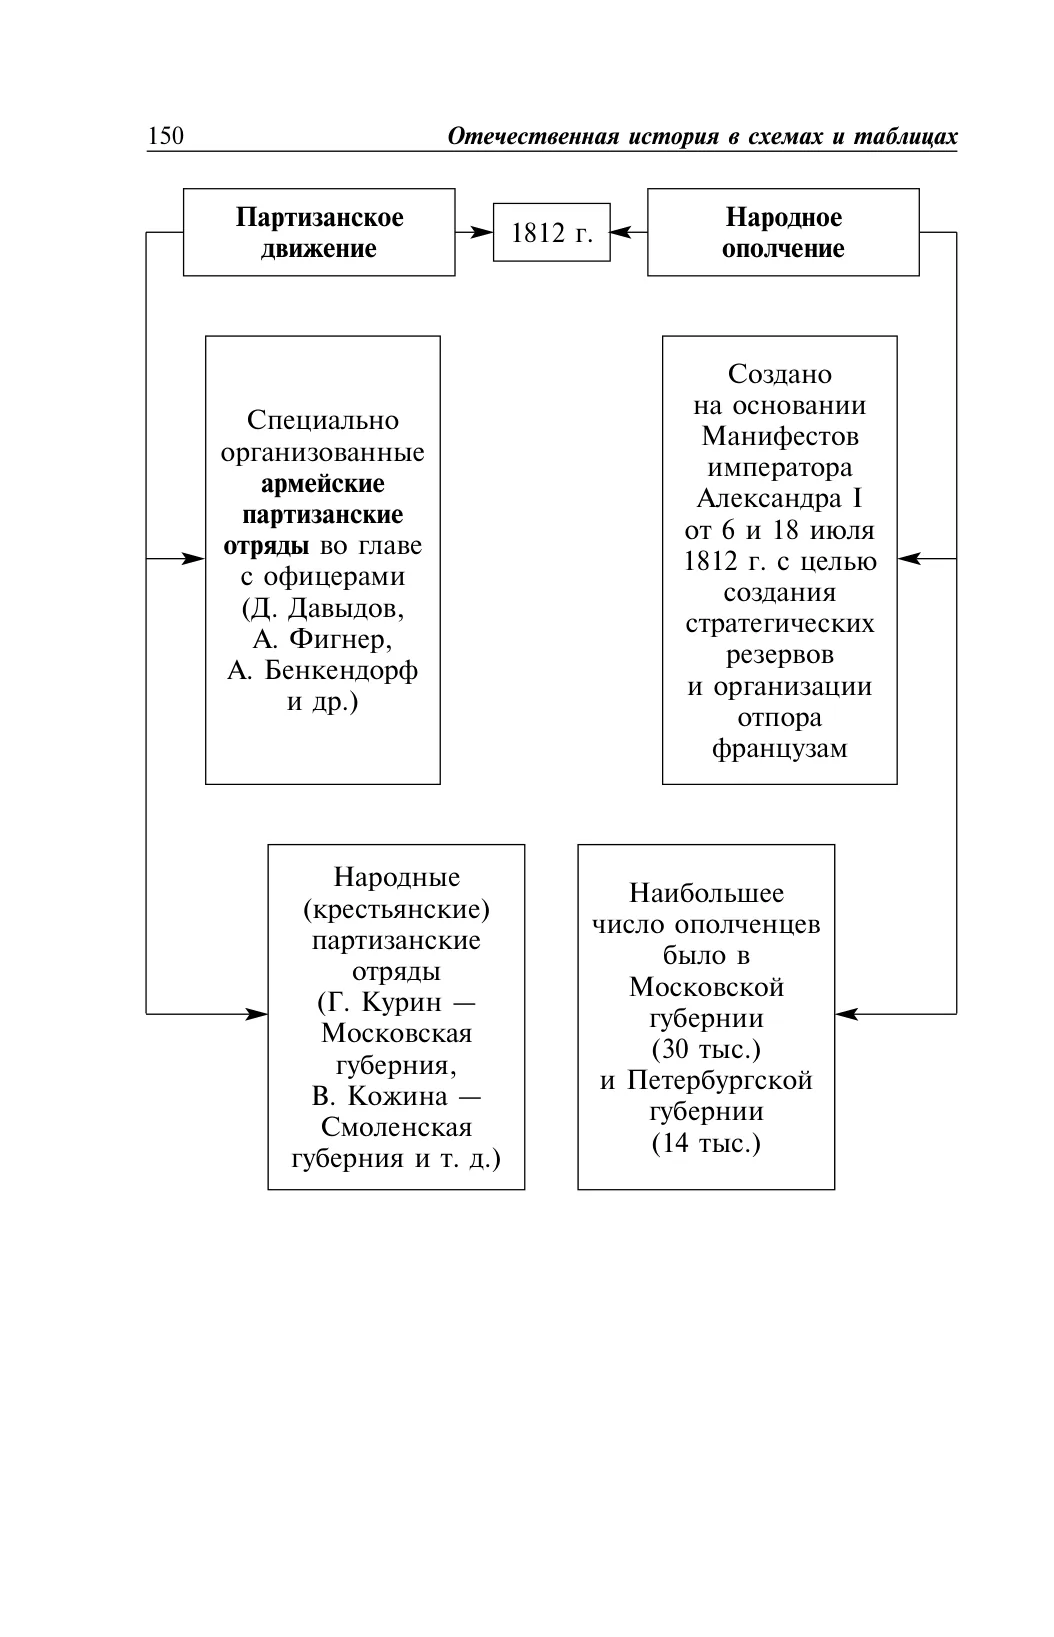 150
Отечественная история в схемах и таблицах
Партизанское
движение
1812 г.
Народное
ополчение
Специально
организованные
армейские
партизанские
отряды во главе
с офицерами
(Д. Давыдов,
А. Фигнер,
А. Бенкендорф
и др.)
Создано
на основании
Манифестов
императора
Александра I
от 6 и 18 июля
1812 г. с целью
создания
стратегических
резервов
и организации
отпора
французам
Народные
(крестьянские)
партизанские
отряды
(Г. Курин —
Московская
губерния,
В. Кожина —
Смоленская
губерния и т. д.)
Наибольшее
число ополченцев
было в
Московской
губернии
(30 тыс.)
и Петербургской
губернии
(14 тыс.)